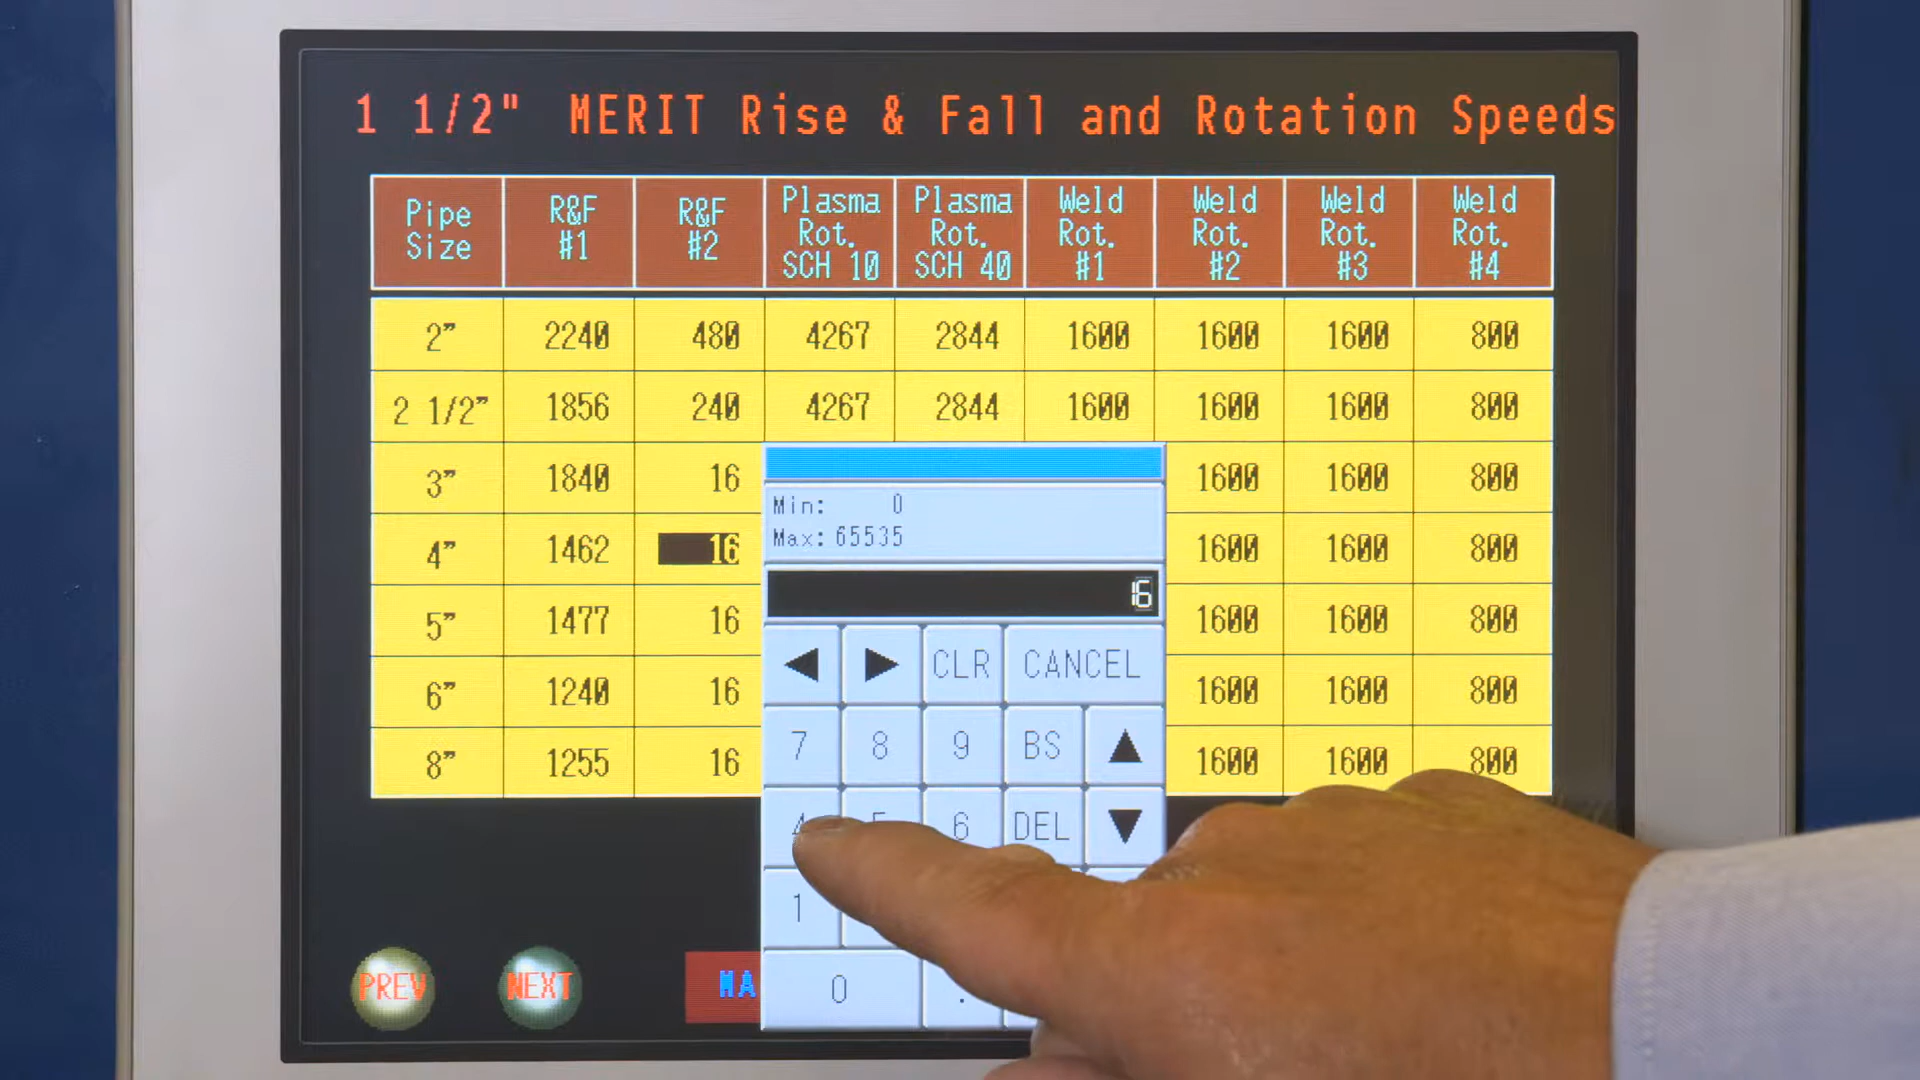 1 1/2" MERIT Rise & Fall and Rotation Speeds
Pipe Size R&F #1 R&F #2 Plasma Rot. SCH 10 Plasma Rot. SCH 40 Weld Rot. #1 Weld Rot. #2 Weld Rot. #3 Weld Rot. #4
2" 2240 480 4267 2844 1600 1600 1600 800
2 1/2" 1856 240 4267 2844 1600 1600 1600 800
3" 1840 16 1600 1600 800
4" 1462 16 1600 1600 800
5" 1477 16 1600 1600 800
6" 1240 16 1600 1600 800
8" 1255 16 1600 1600 800
Min: 0
Max: 65535
16
CLR CANCEL
7 8 9 BS
4 5 6 DEL
1
0 .
PREV NEXT MA